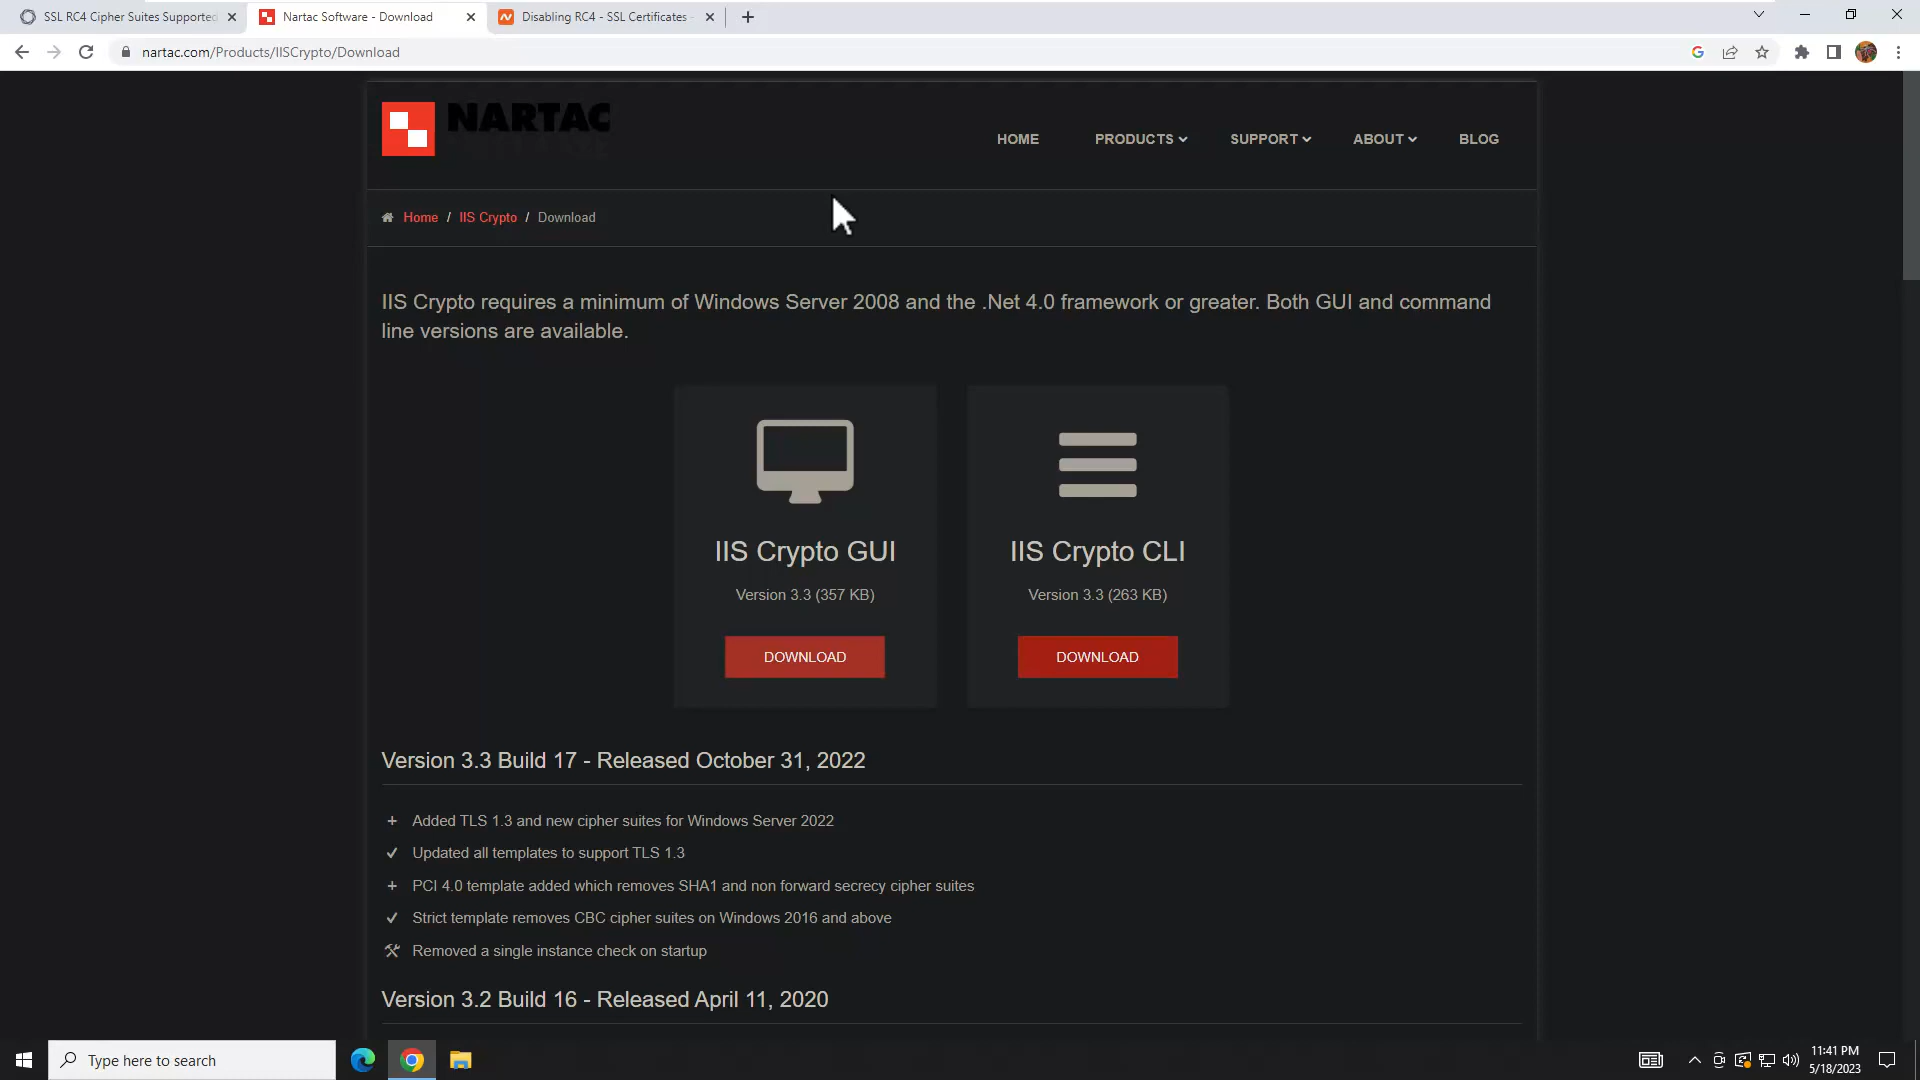 SSL RC4 Cipher Suites Supported
Nartac Software - Download
Disabling RC4 - SSL Certificates -
nartac.com/Products/IISCrypto/Download
NARTAC
HOME
PRODUCTS
SUPPORT
ABOUT
BLOG
Home / IIS Crypto / Download
IIS Crypto requires a minimum of Windows Server 2008 and the .Net 4.0 framework or greater. Both GUI and command
line versions are available.
IIS Crypto GUI
Version 3.3 (357 KB)
DOWNLOAD
IIS Crypto CLI
Version 3.3 (263 KB)
DOWNLOAD
Version 3.3 Build 17 - Released October 31, 2022
Added TLS 1.3 and new cipher suites for Windows Server 2022
Updated all templates to support TLS 1.3
PCI 4.0 template added which removes SHA1 and non forward secrecy cipher suites
Strict template removes CBC cipher suites on Windows 2016 and above
Removed a single instance check on startup
Version 3.2 Build 16 - Released April 11, 2020
Type here to search
11:41 PM
5/18/2023